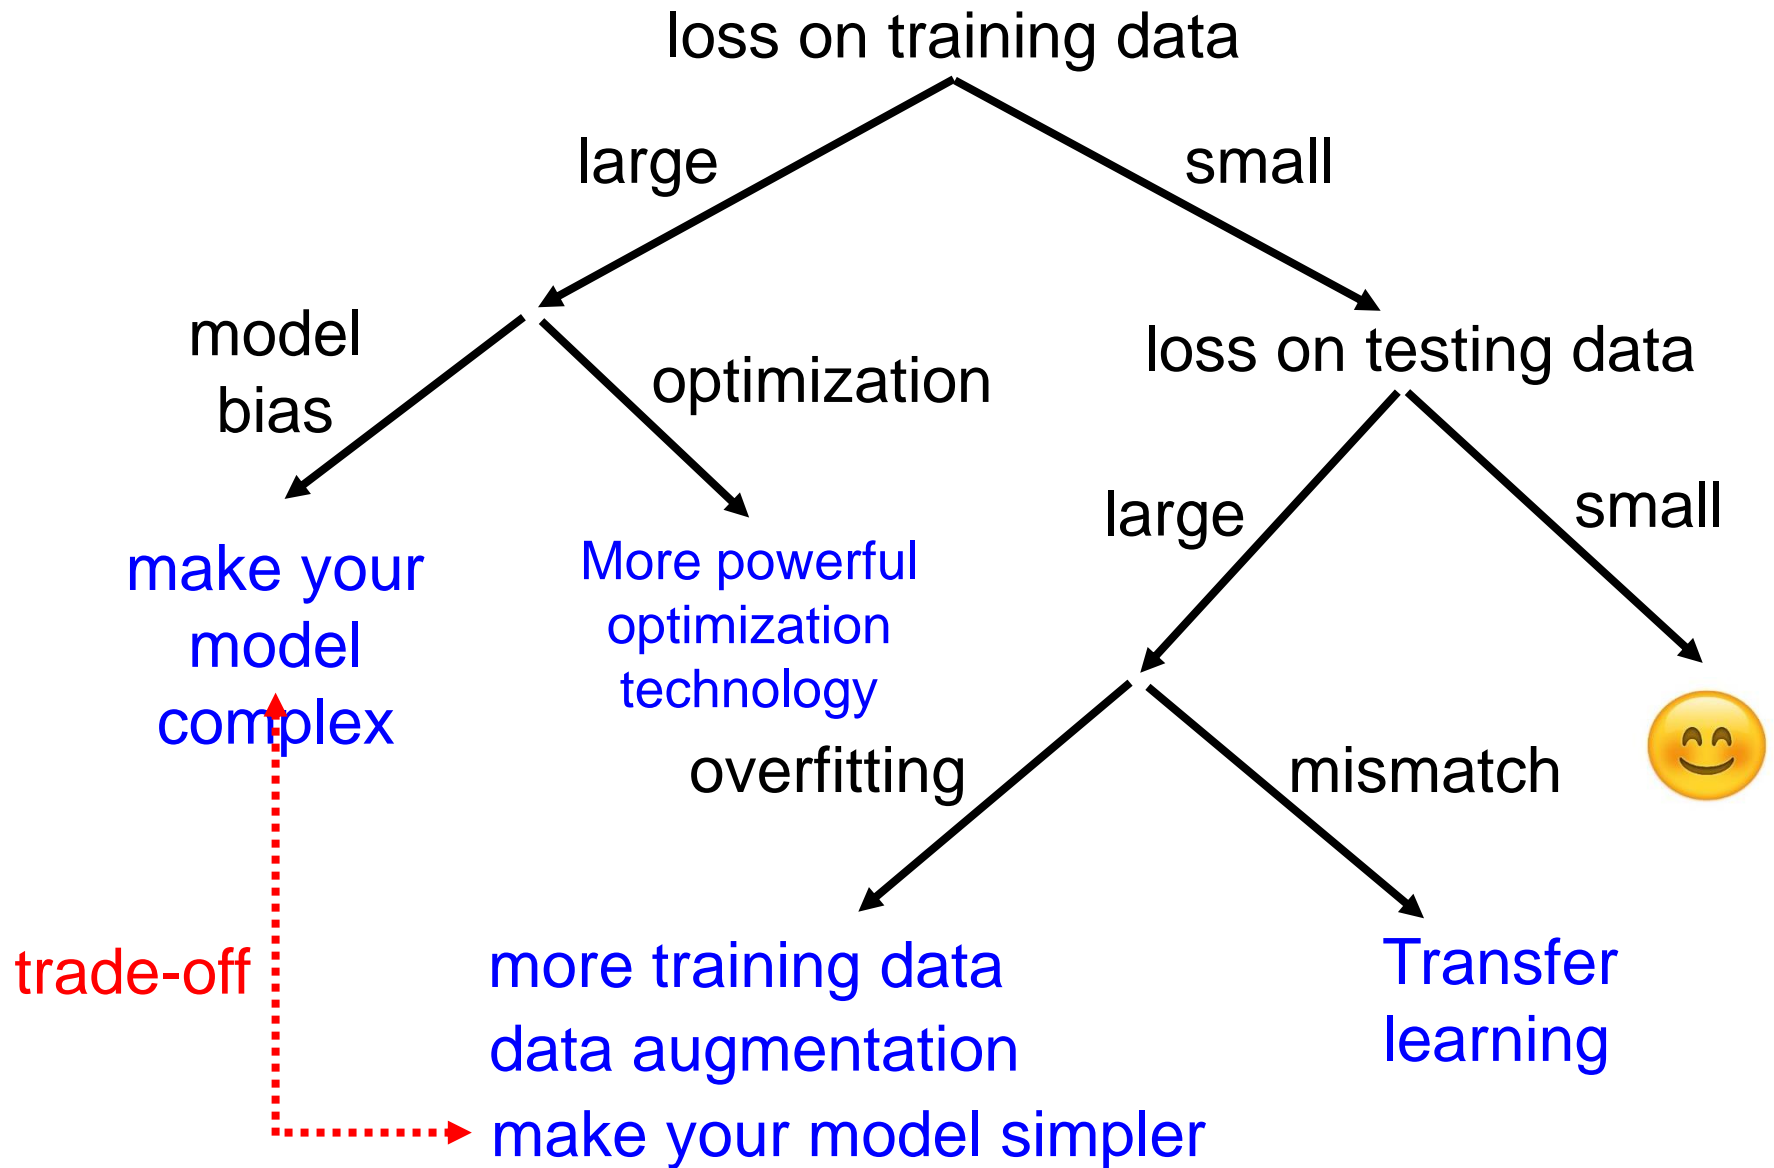 loss on training data
large
small
model
bias
optimization
loss on testing data
large
small
make your
model
complex
More powerful
optimization
technology
overfitting
mismatch
trade-off
more training data
data augmentation
make your model simpler
Transfer
learning